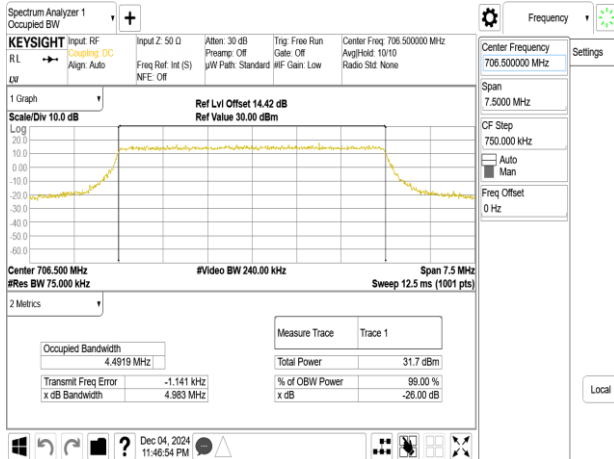 Spectrum Analyzer 1
Occupied BW
Frequency
KEYSIGHT
RL
LXI
Input: RF
Coupling: DC
Align: Auto
Input Z: 50 Ω
Freq Ref: Int (S)
NFE: Off
Atten: 30 dB
Preamp: Off
µW Path: Standard
Trig: Free Run
Gate: Off
#IF Gain: Low
Center Freq: 706.500000 MHz
Avg|Hold: 10/10
Radio Std: None
Center Frequency
706.500000 MHz
Settings
Span
7.5000 MHz
CF Step
750.000 kHz
Auto
Man
Freq Offset
0 Hz
Local
1 Graph
Scale/Div 10.0 dB
Ref Lvl Offset 14.42 dB
Ref Value 30.00 dBm
Log
20.0
10.0
0.00
-10.0
-20.0
-30.0
-40.0
-50.0
-60.0
Center 706.500 MHz
#Video BW 240.00 kHz
Span 7.5 MHz
#Res BW 75.000 kHz
Sweep 12.5 ms (1001 pts)
2 Metrics
Measure Trace Trace 1
Occupied Bandwidth
4.4919 MHz
Total Power 31.7 dBm
Transmit Freq Error -1.141 kHz
% of OBW Power 99.00 %
x dB Bandwidth 4.983 MHz
x dB -26.00 dB
?
Dec 04, 2024
11:46:54 PM